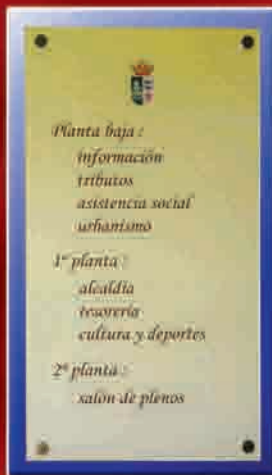 Planta baja :
información
tributos
asistencia social
urbanismo
1ª planta :
alcaldía
tesorería
cultura y deportes
2ª planta :
salón de plenos